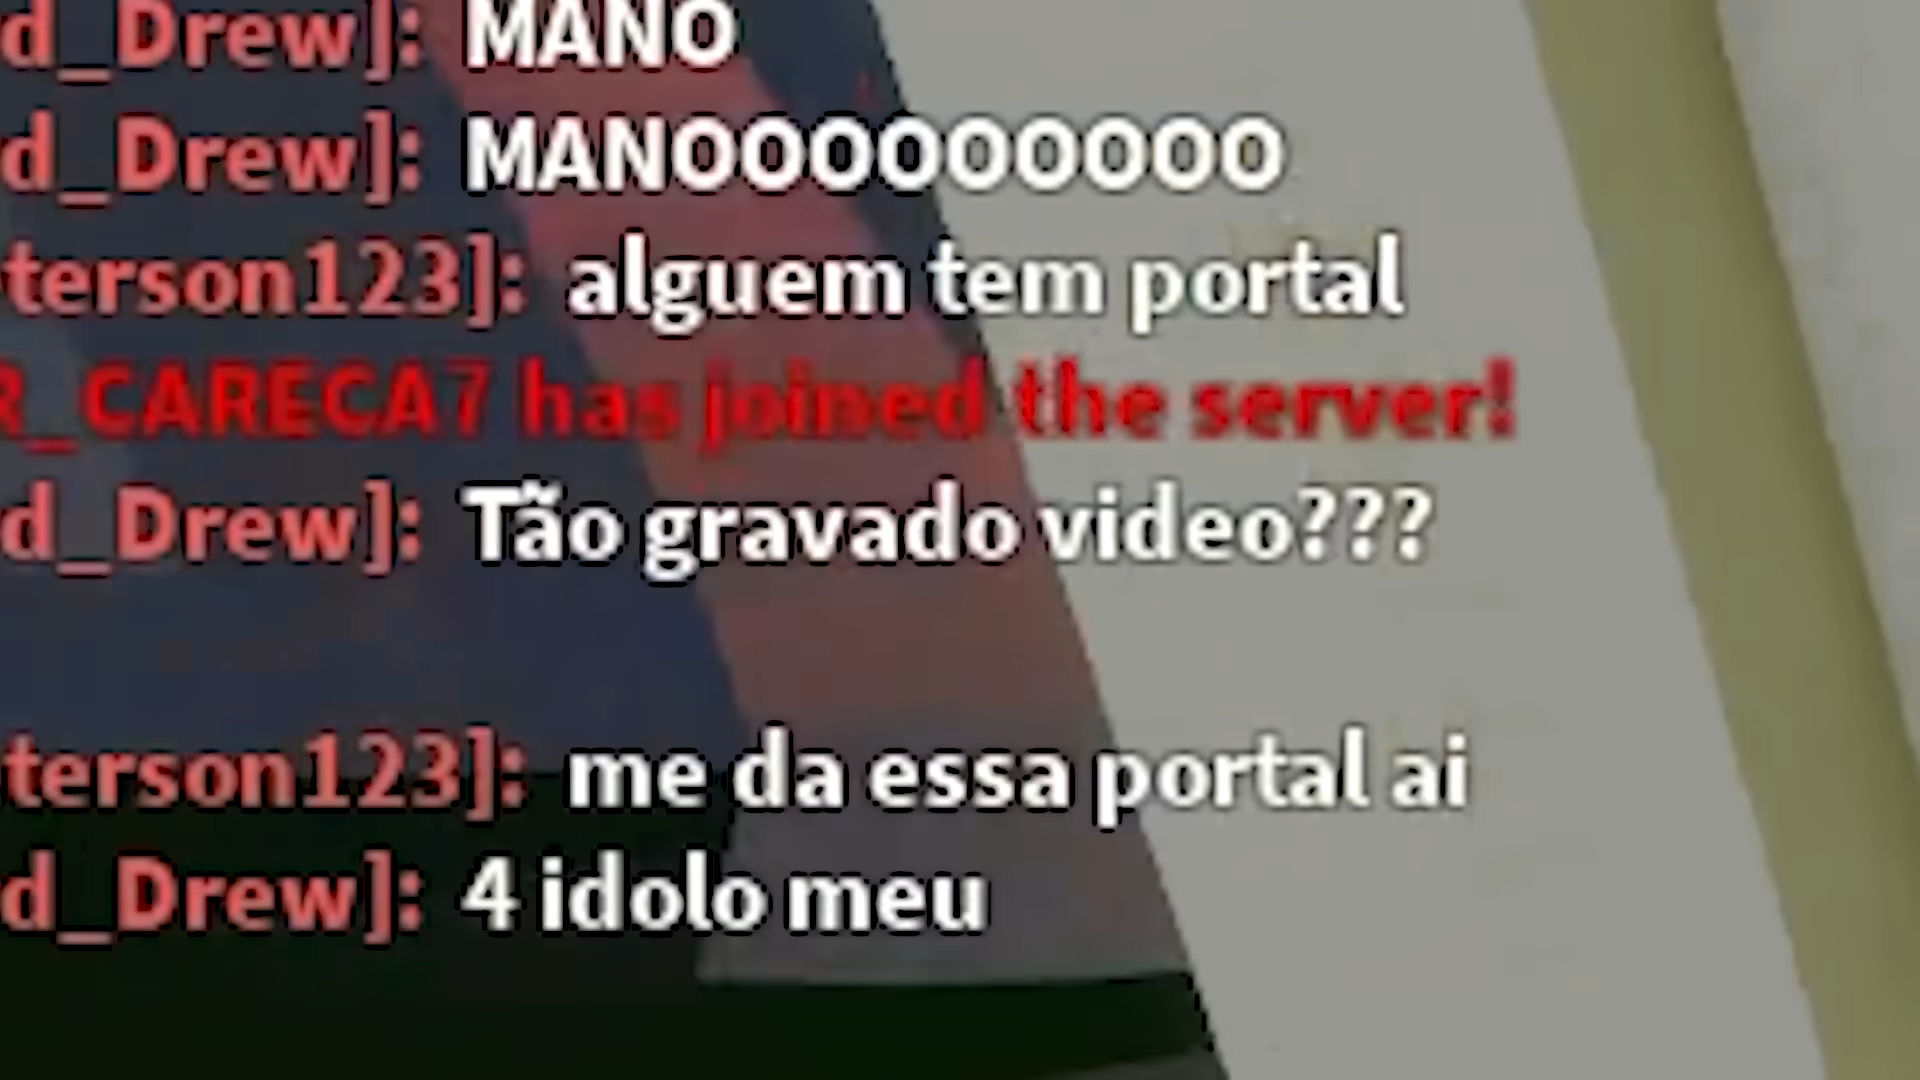 d_Drew]: MANO
d_Drew]: MANOOOOOOOOO
terson123]: alguem tem portal
R_CARECA7 has joined the server!
d_Drew]: Tão gravado video???
terson123]: me da essa portal ai
d_Drew]: 4 idolo meu